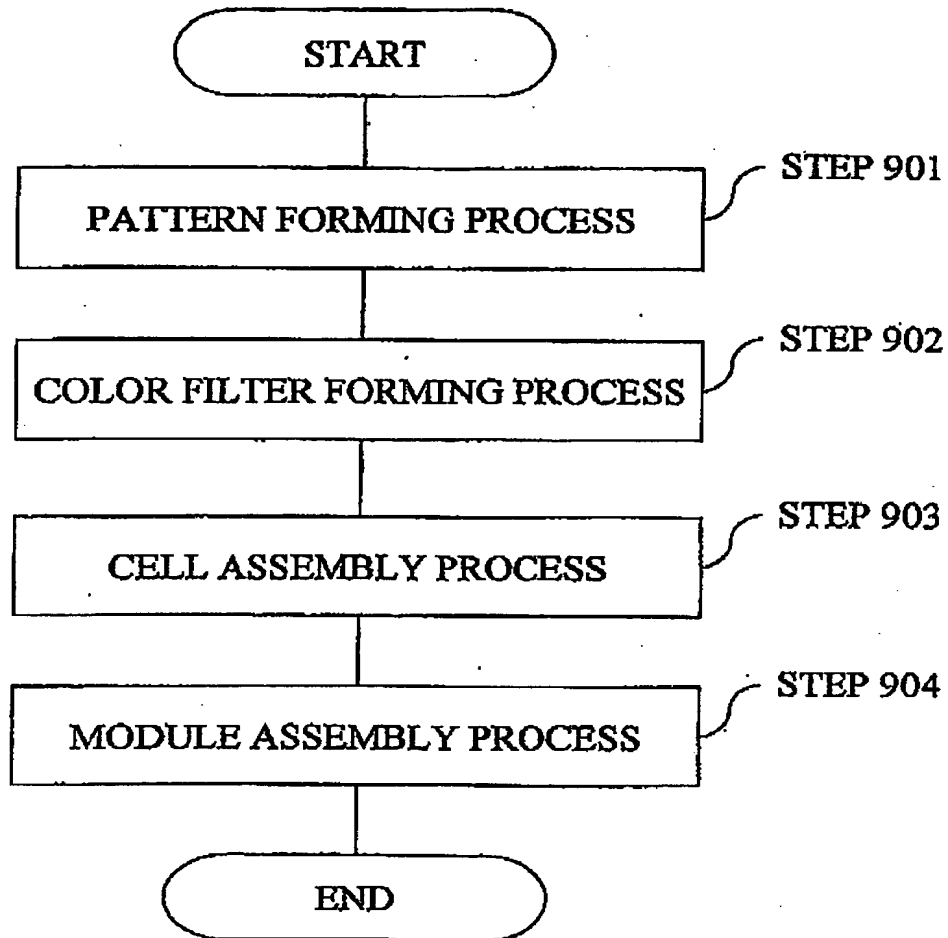 START
STEP 901
PATTERN FORMING PROCESS
STEP 902
COLOR FILTER FORMING PROCESS
STEP 903
CELL ASSEMBLY PROCESS
STEP 904
MODULE ASSEMBLY PROCESS
END